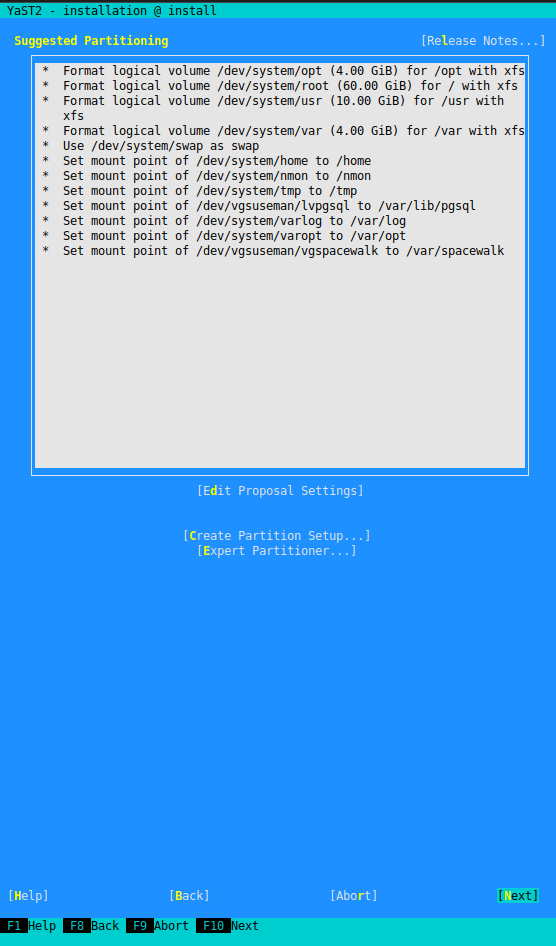 YaST2 - installation @ install
Suggested Partitioning [Release Notes...]
* Format logical volume /dev/system/opt (4.00 GiB) for /opt with xfs
* Format logical volume /dev/system/root (60.00 GiB) for / with xfs
* Format logical volume /dev/system/usr (10.00 GiB) for /usr with
xfs
* Format logical volume /dev/system/var (4.00 GiB) for /var with xfs
* Use /dev/system/swap as swap
* Set mount point of /dev/system/home to /home
* Set mount point of /dev/system/nmon to /nmon
* Set mount point of /dev/system/tmp to /tmp
* Set mount point of /dev/vgsuseman/lvpgsql to /var/lib/pgsql
* Set mount point of /dev/system/varlog to /var/log
* Set mount point of /dev/system/varopt to /var/opt
* Set mount point of /dev/vgsuseman/vgspacewalk to /var/spacewalk
[Edit Proposal Settings]
[Create Partition Setup...]
[Expert Partitioner...]
[Help] [Back] [Abort] [Next]
F1 Help F8 Back F9 Abort F10 Next